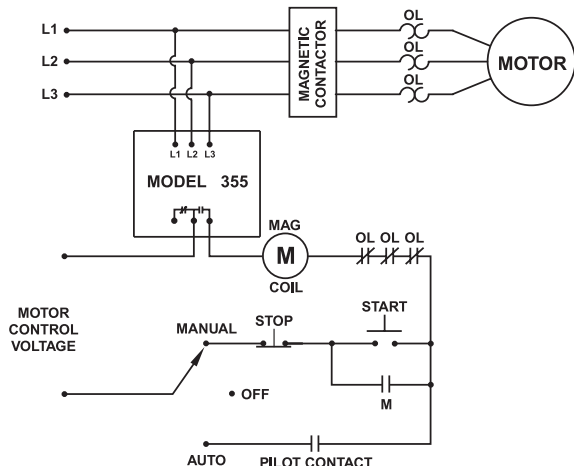 L1
L2
L3
MAGNETIC
CONTACTOR
OL
OL
OL
MOTOR
L1 L2 L3
MODEL 355
MAG
M
COIL
OL OL OL
MOTOR
CONTROL
VOLTAGE
MANUAL
STOP
START
M
OFF
AUTO
PILOT CONTACT